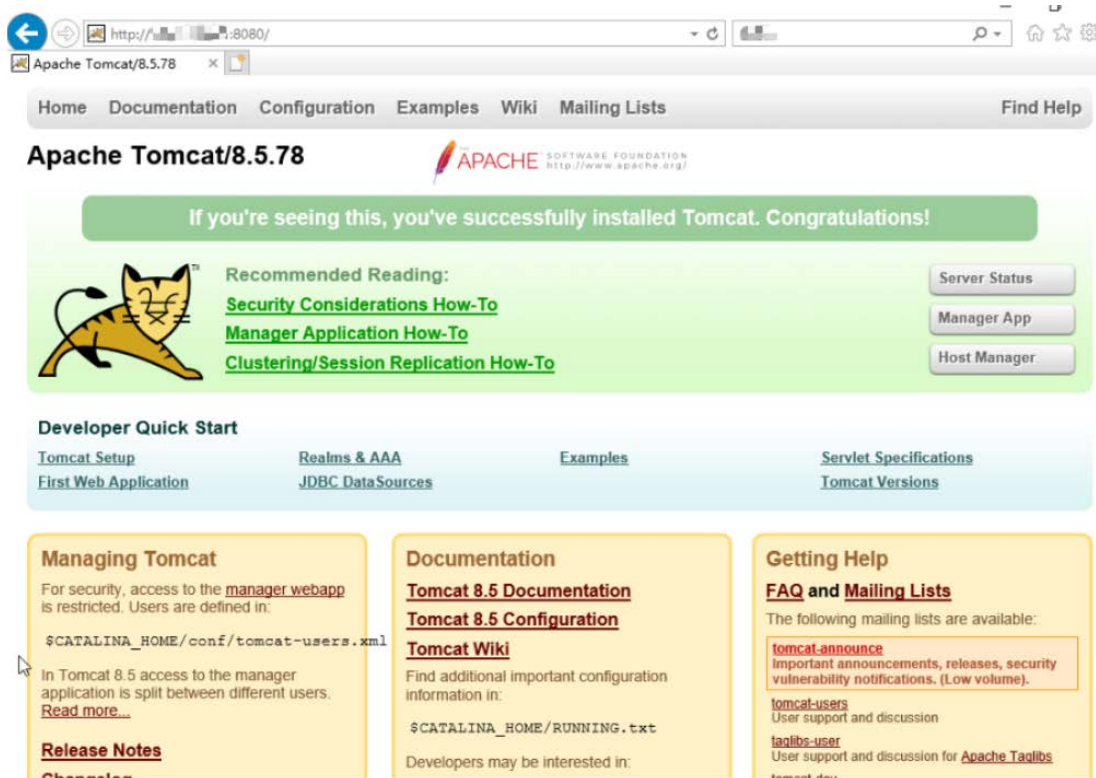 http://
:8080/
Apache Tomcat/8.5.78
Home Documentation Configuration Examples Wiki Mailing Lists Find Help
Apache Tomcat/8.5.78
THE
APACHE SOFTWARE FOUNDATION
http://www.apache.org/
If you're seeing this, you've successfully installed Tomcat. Congratulations!
TM
Recommended Reading:
Security Considerations How-To
Manager Application How-To
Clustering/Session Replication How-To
Server Status
Manager App
Host Manager
Developer Quick Start
Tomcat Setup
First Web Application
Realms & AAA
JDBC DataSources
Examples
Servlet Specifications
Tomcat Versions
Managing Tomcat
For security, access to the manager webapp
is restricted. Users are defined in:
$CATALINA_HOME/conf/tomcat-users.xml
In Tomcat 8.5 access to the manager
application is split between different users.
Read more...
Release Notes
Changelog
Documentation
Tomcat 8.5 Documentation
Tomcat 8.5 Configuration
Tomcat Wiki
Find additional important configuration
information in:
$CATALINA_HOME/RUNNING.txt
Developers may be interested in:
Getting Help
FAQ and Mailing Lists
The following mailing lists are available:
tomcat-announce
Important announcements, releases, security
vulnerability notifications. (Low volume).
tomcat-users
User support and discussion
taglibs-user
User support and discussion for Apache Taglibs
tomcat-dev